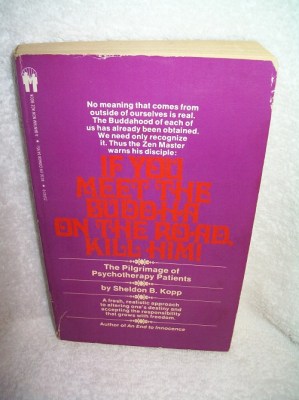 No meaning that comes from
outside of ourselves is real.
The Buddahood of each of
us has already been obtained.
We need only recognize
it. Thus the Zen Master
warns his disciple:
IF YOU
MEET THE
BUDDHA
ON THE ROAD,
KILL HIM!
The Pilgrimage of
Psychotherapy Patients
by Sheldon B. Kopp
A fresh, realistic approach
to altering one's destiny and
accepting the responsibility
that grows with freedom.
Author of An End to Innocence